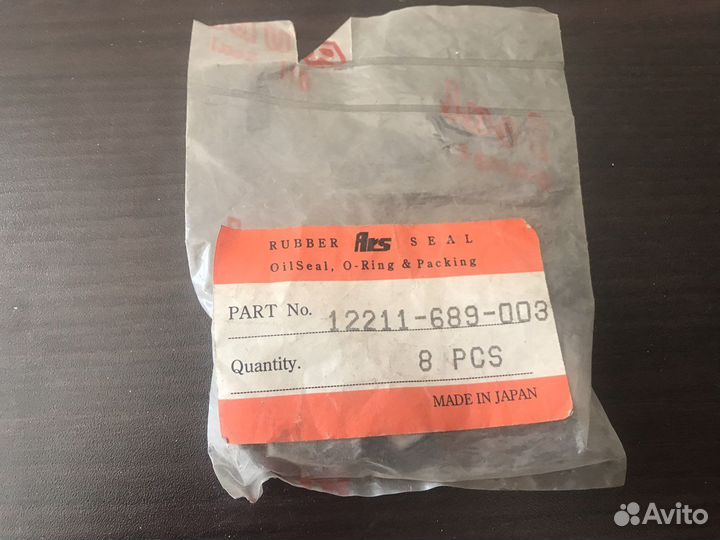 RUBBER Ars SEAL
OilSeal, O-Ring & Packing
PART No. 12211-689-003
Quantity. 8 PCS
MADE IN JAPAN
Avito